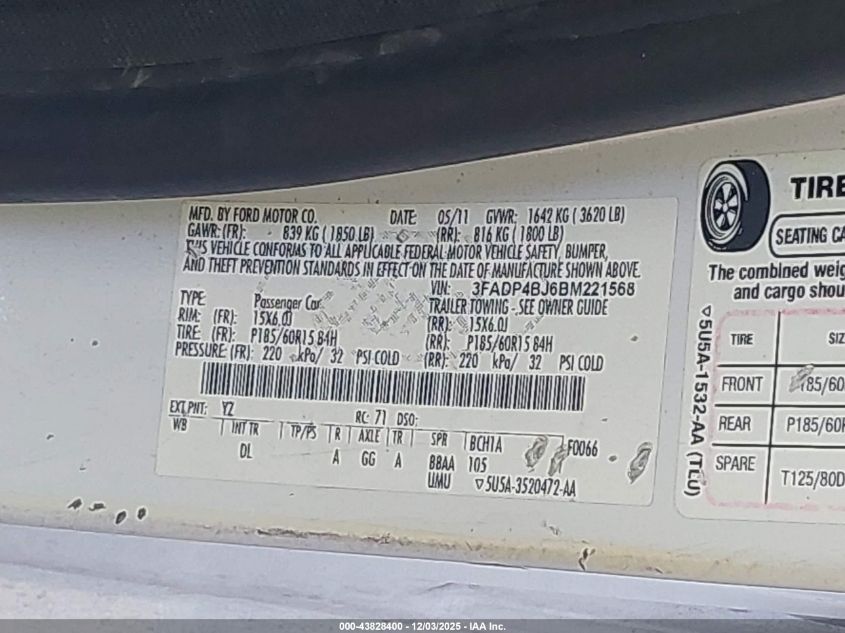 MFD. BY FORD MOTOR CO. DATE: 05/11 GVWR: 1642 KG ( 3620 LB)
GAWR: (FR): 839 KG ( 1850 LB) (RR): 816 KG ( 1800 LB)
THIS VEHICLE CONFORMS TO ALL APPLICABLE FEDERAL MOTOR VEHICLE SAFETY, BUMPER,
AND THEFT PREVENTION STANDARDS IN EFFECT ON THE DATE OF MANUFACTURE SHOWN ABOVE.
VIN: 3FADP4BJ6BM221568
TYPE: Passenger Car TRAILER TOWING - SEE OWNER GUIDE
RIM: (FR): 15X6.0J (RR): 15X6.0J
TIRE: (FR): P185/60R15 84H (RR): P185/60R15 84H
PRESSURE: (FR): 220 kPa/ 32 PSI COLD (RR): 220 kPa/ 32 PSI COLD
EXT PNT: YZ RC: 71 DSO:
WB INT TR TP/PS R AXLE TR SPR BCH1A F0066
DL A GG A BBAA 105
UMU ▽5U5A-3520472-AA
TIRE
SEATING CA
The combined weig
and cargo shou
▽5U5A-1532-AA (TLU)
TIRE SIZ
FRONT 185/60
REAR P185/60R
SPARE T125/80D
000-43828400 - 12/03/2025 - IAA Inc.